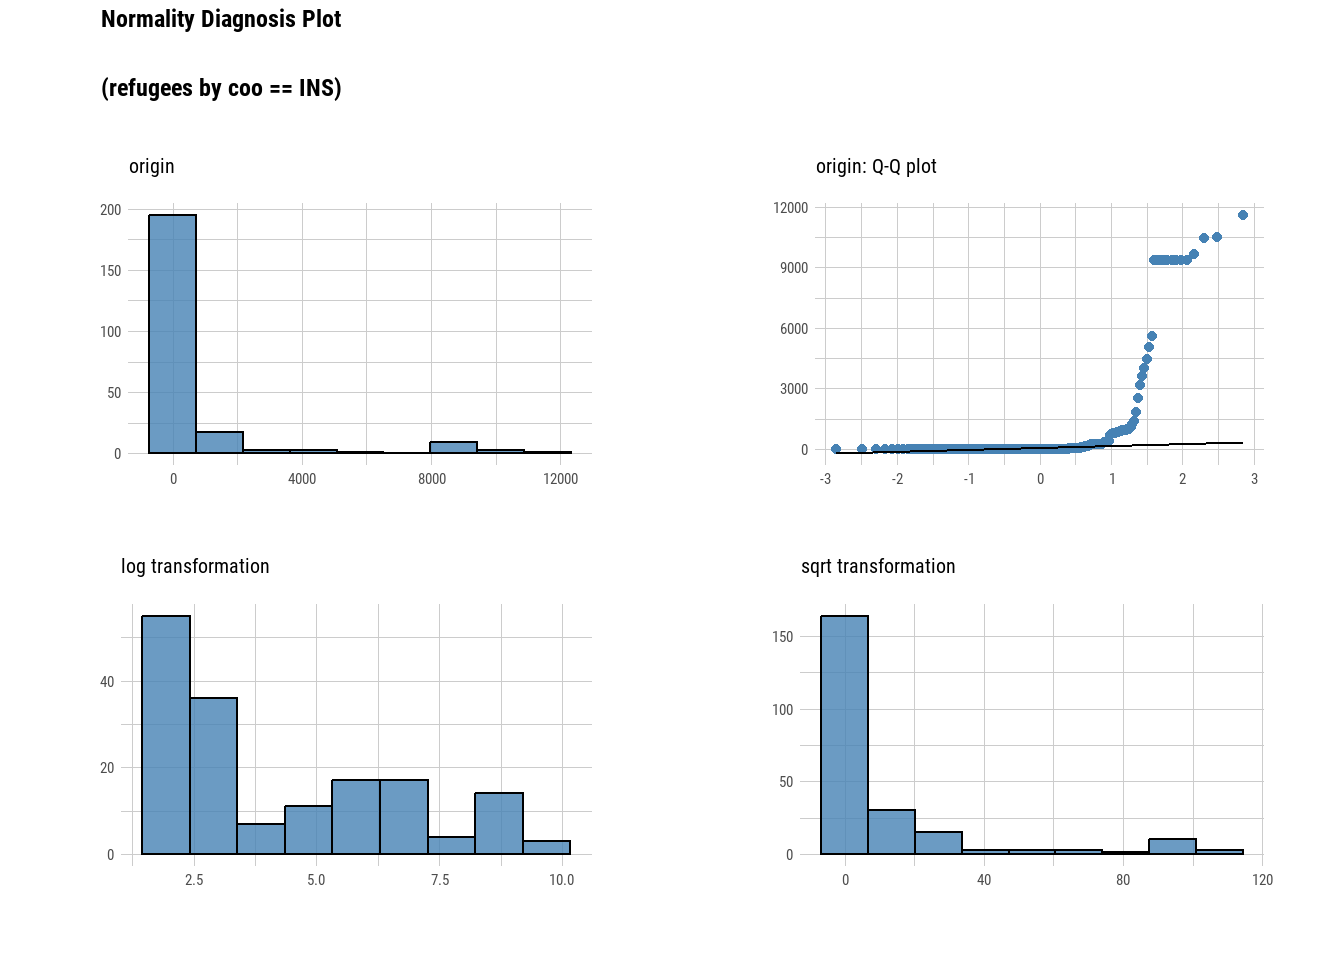 Normality Diagnosis Plot
(refugees by coo == INS)
origin
200
150
100
50
0
0 4000 8000 12000
origin: Q-Q plot
12000
9000
6000
3000
0
-3 -2 -1 0 1 2 3
log transformation
40
20
0
2.5 5.0 7.5 10.0
sqrt transformation
150
100
50
0
0 40 80 120